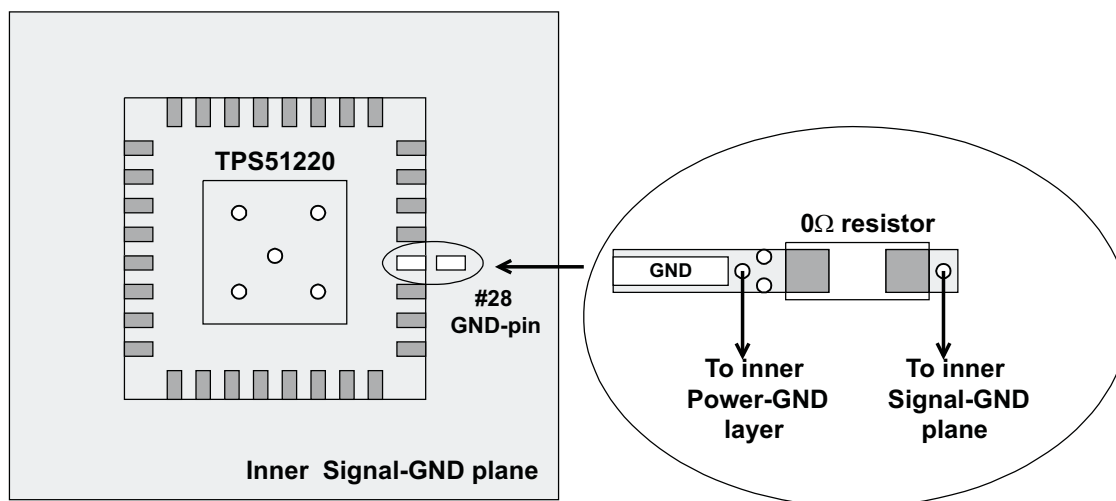 TPS51220
#28
GND-pin
Inner Signal-GND plane
0Ω resistor
GND
To inner
Power-GND
layer
To inner
Signal-GND
plane